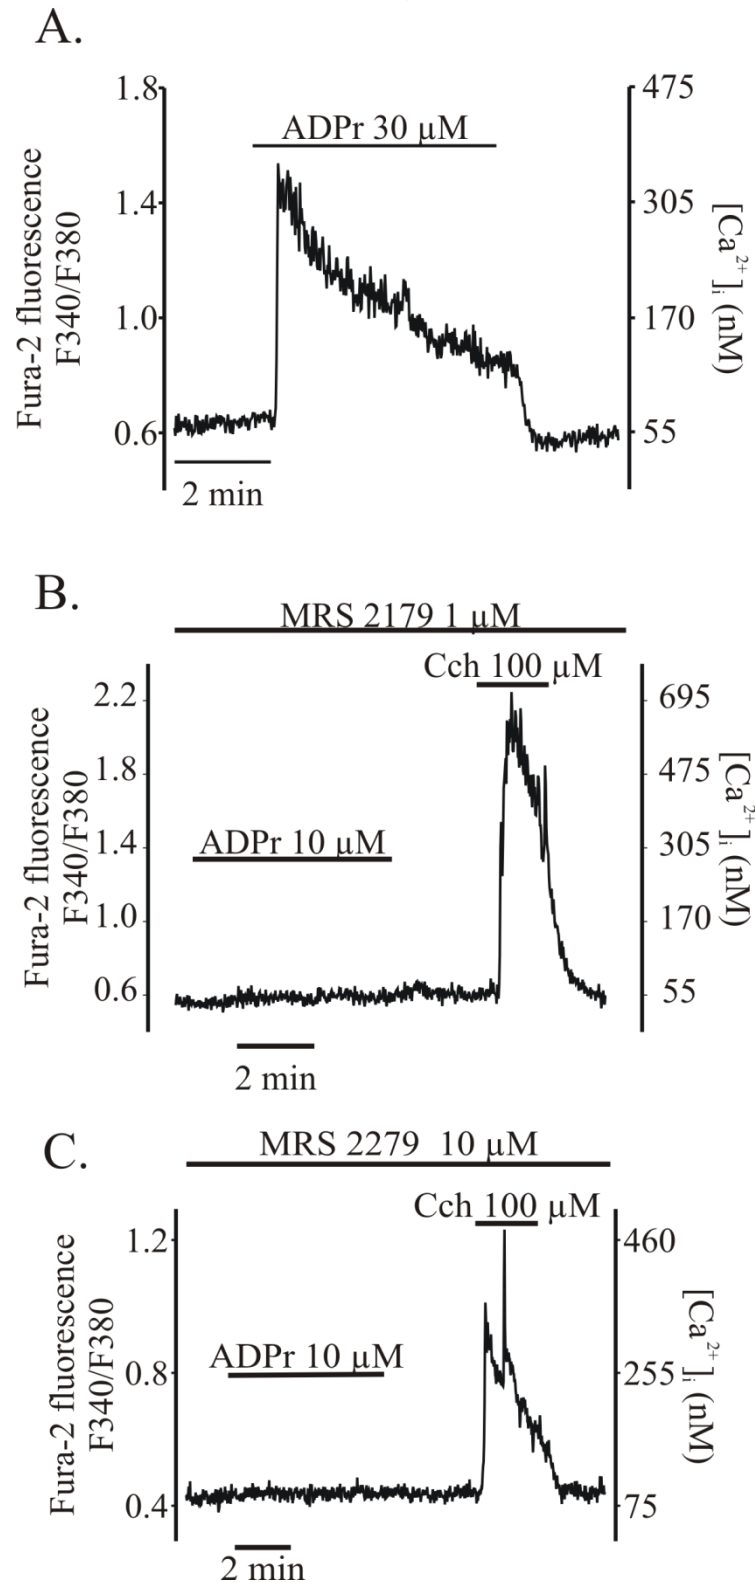 A.
1.8
475
ADPr 30 µM
1.4
305
Fura-2 fluorescence
F340/F380
[Ca²⁺]ᵢ (nM)
1.0
170
0.6
55
2 min
B.
MRS 2179 1 µM
Cch 100 µM
2.2
695
1.8
475
Fura-2 fluorescence
F340/F380
[Ca²⁺]ᵢ (nM)
1.4
305
ADPr 10 µM
1.0
170
0.6
55
2 min
C.
MRS 2279 10 µM
Cch 100 µM
1.2
460
Fura-2 fluorescence
F340/F380
[Ca²⁺]ᵢ (nM)
ADPr 10 µM
0.8
255
0.4
75
2 min